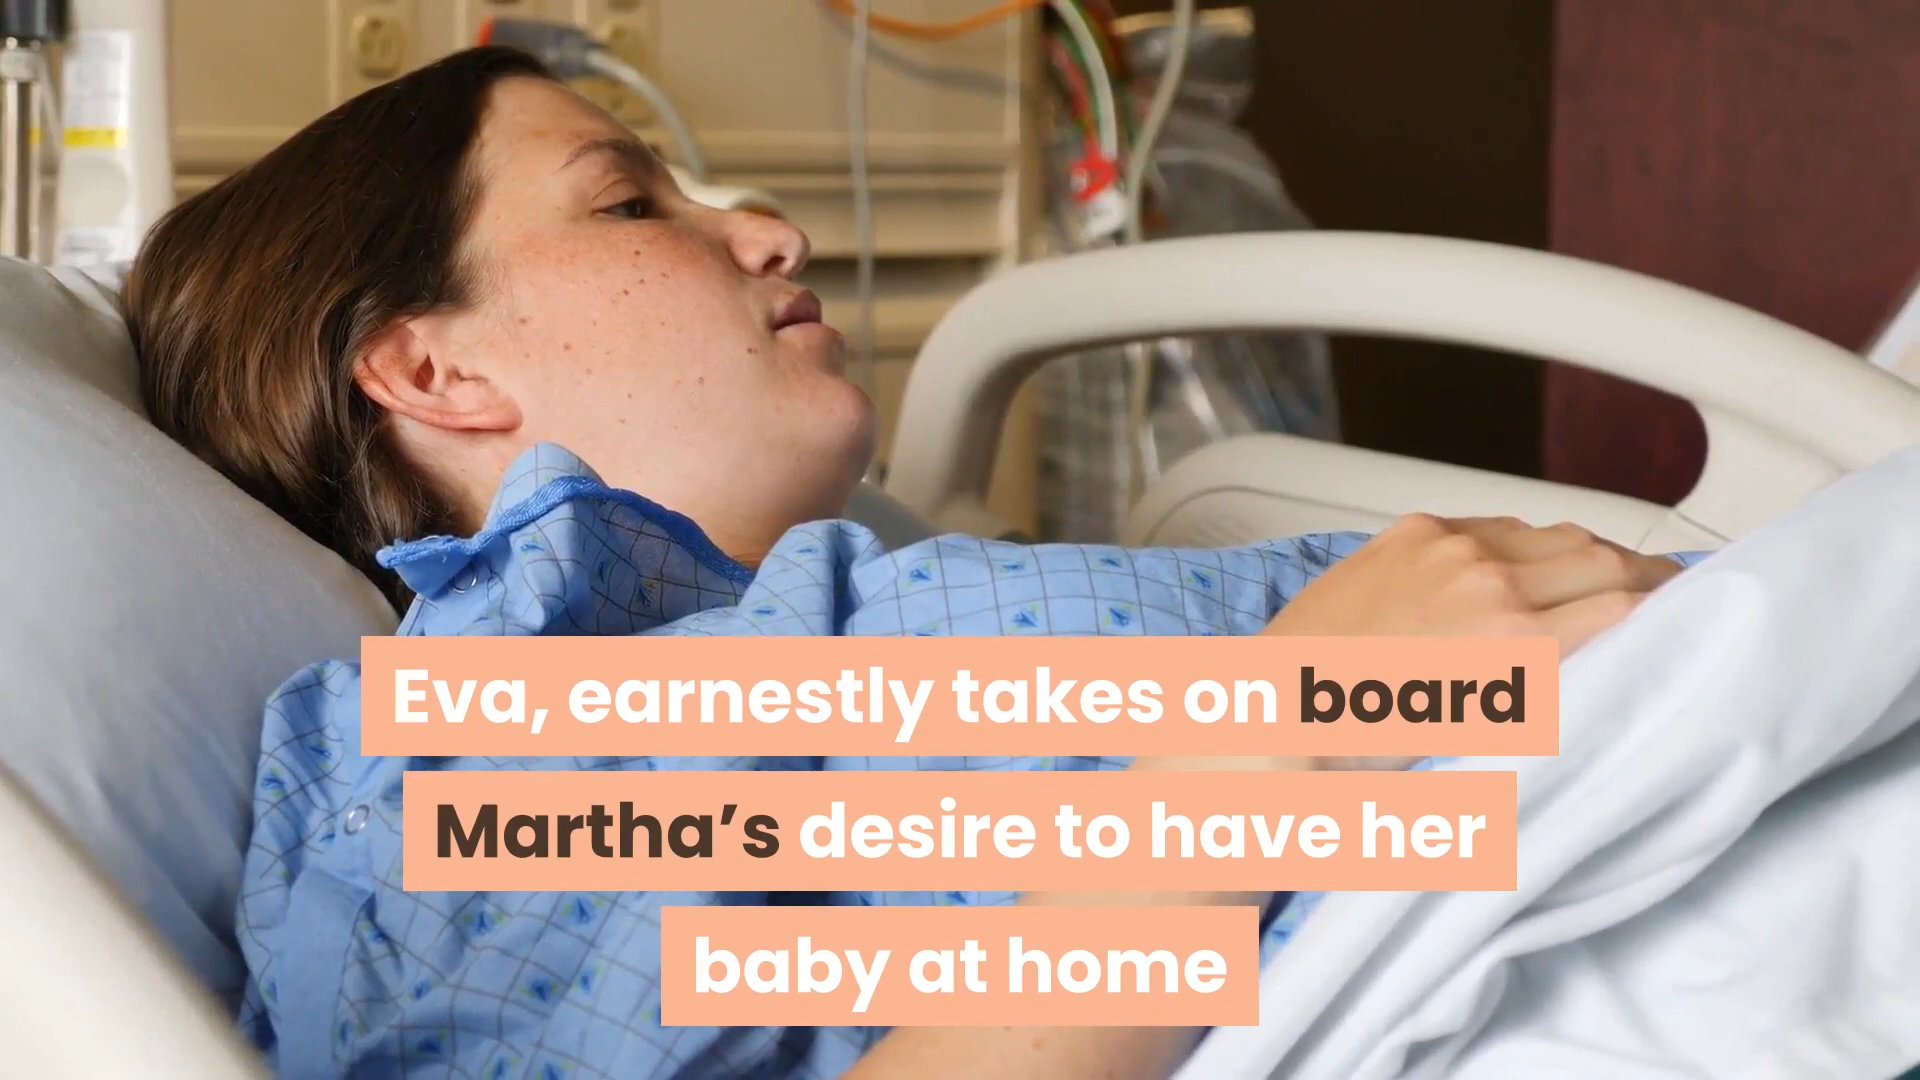 Eva, earnestly takes on board
Martha’s desire to have her
baby at home